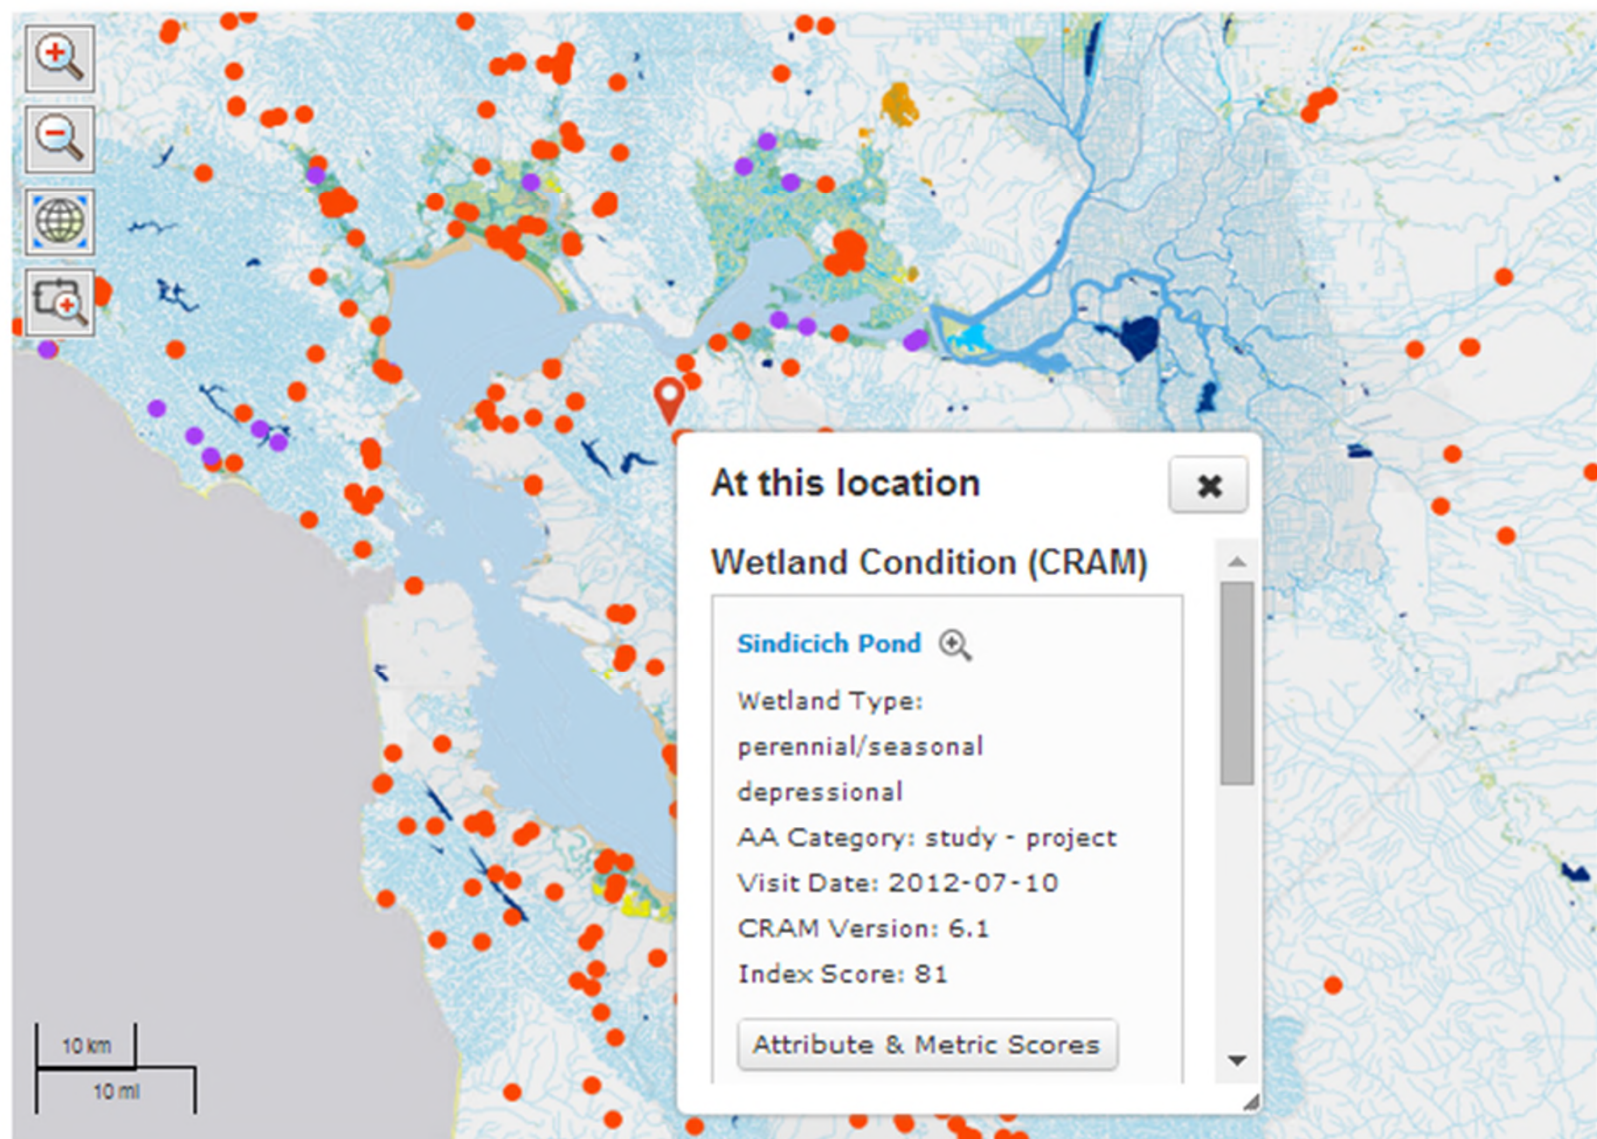 At this location
Wetland Condition (CRAM)
Sindicich Pond
Wetland Type:
perennial/seasonal
depressional
AA Category: study - project
Visit Date: 2012-07-10
CRAM Version: 6.1
Index Score: 81
Attribute & Metric Scores
10 km
10 mi